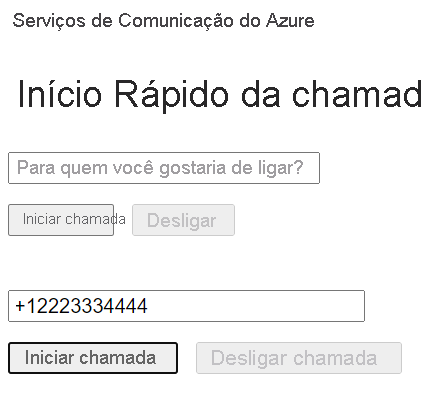 Serviços de Comunicação do Azure
Início Rápido da chamad
Para quem você gostaria de ligar?
Iniciar chamada Desligar
+12223334444
Iniciar chamada Desligar chamada